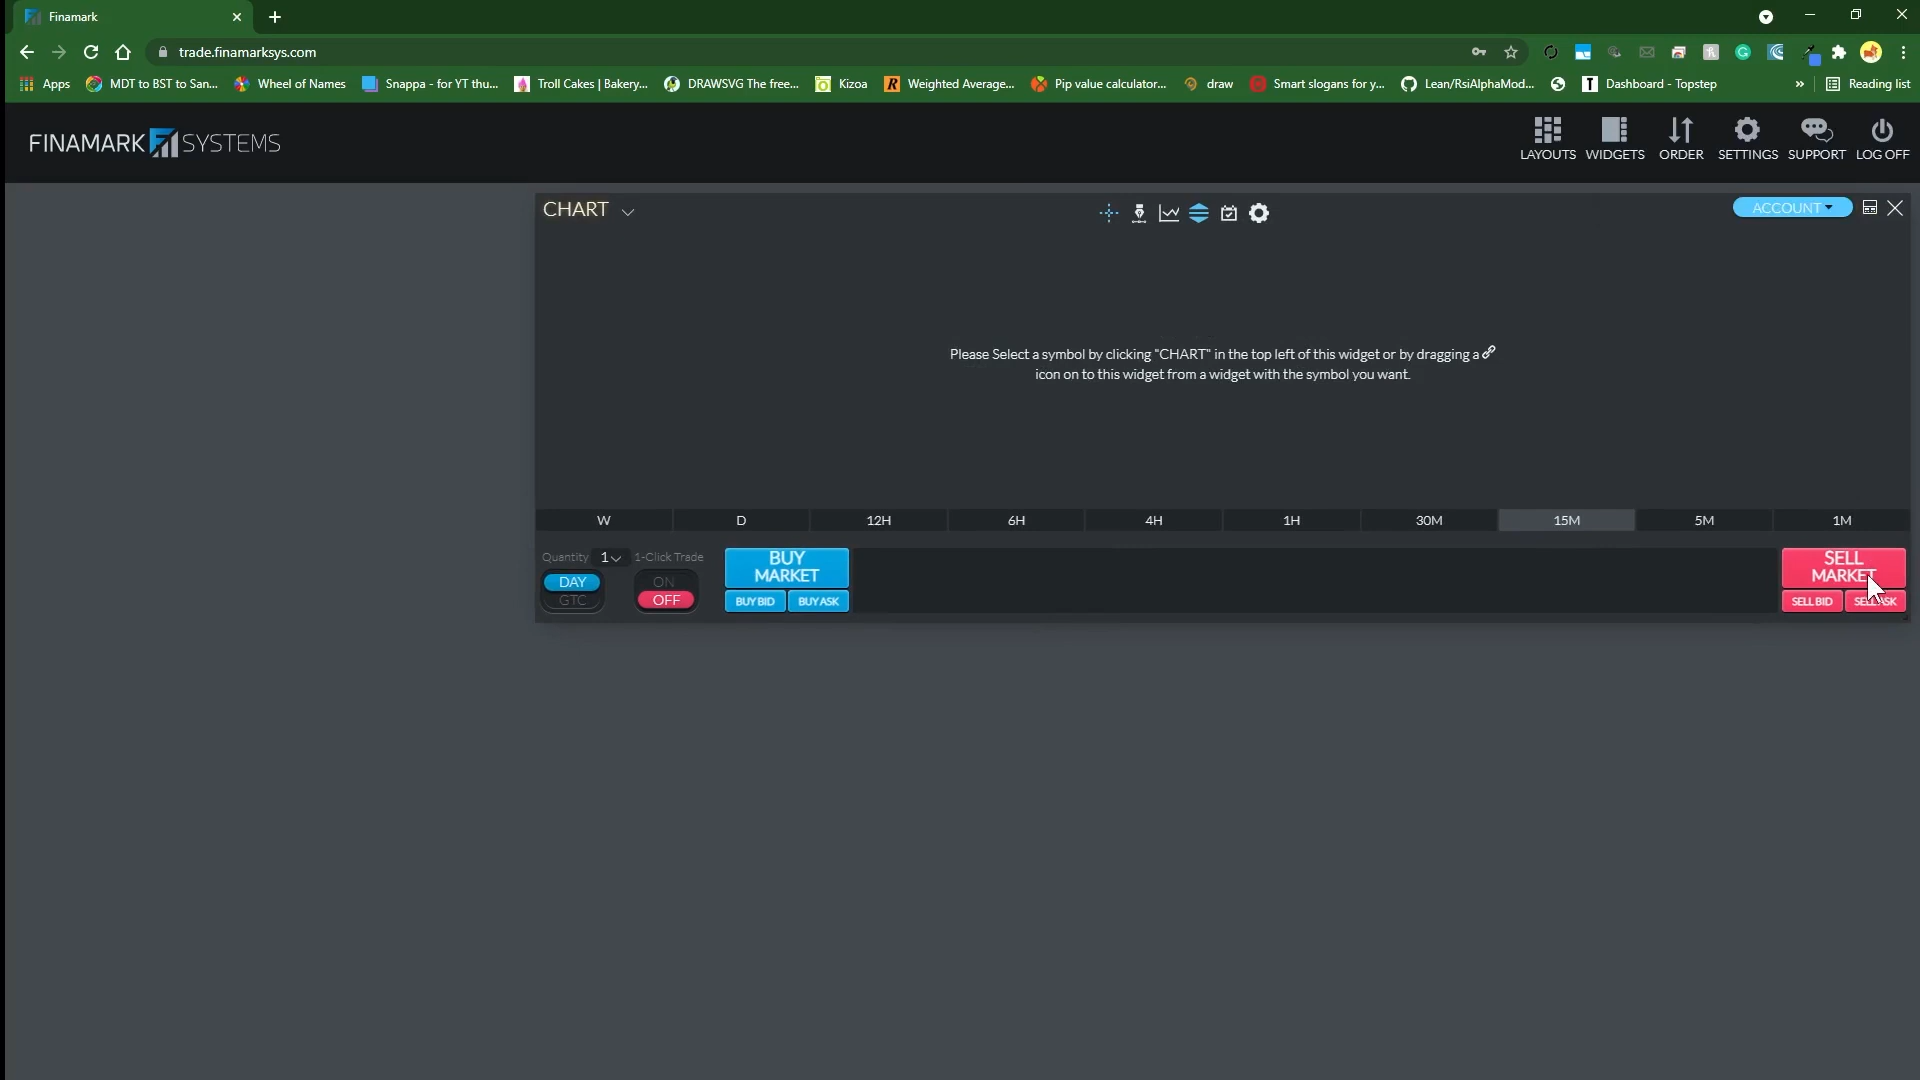 Finamark
trade.finamarksys.com
Apps
MDT to BST to San...
Wheel of Names
Snappa - for YT thu...
Troll Cakes | Bakery...
DRAWSVG The free...
Kizoa
Weighted Average...
Pip value calculator...
draw
Smart slogans for y...
Lean/RsiAlphaMod...
Dashboard - Topstep
»
Reading list
FINAMARK SYSTEMS
LAYOUTS
WIDGETS
ORDER
SETTINGS
SUPPORT
LOG OFF
CHART
ACCOUNT
Please Select a symbol by clicking "CHART" in the top left of this widget or by dragging a
icon on to this widget from a widget with the symbol you want.
W
D
12H
6H
4H
1H
30M
15M
5M
1M
Quantity 1
1-Click Trade
DAY
GTC
ON
OFF
BUY
MARKET
BUY BID
BUY ASK
SELL
MARKET
SELL BID
SELL ASK